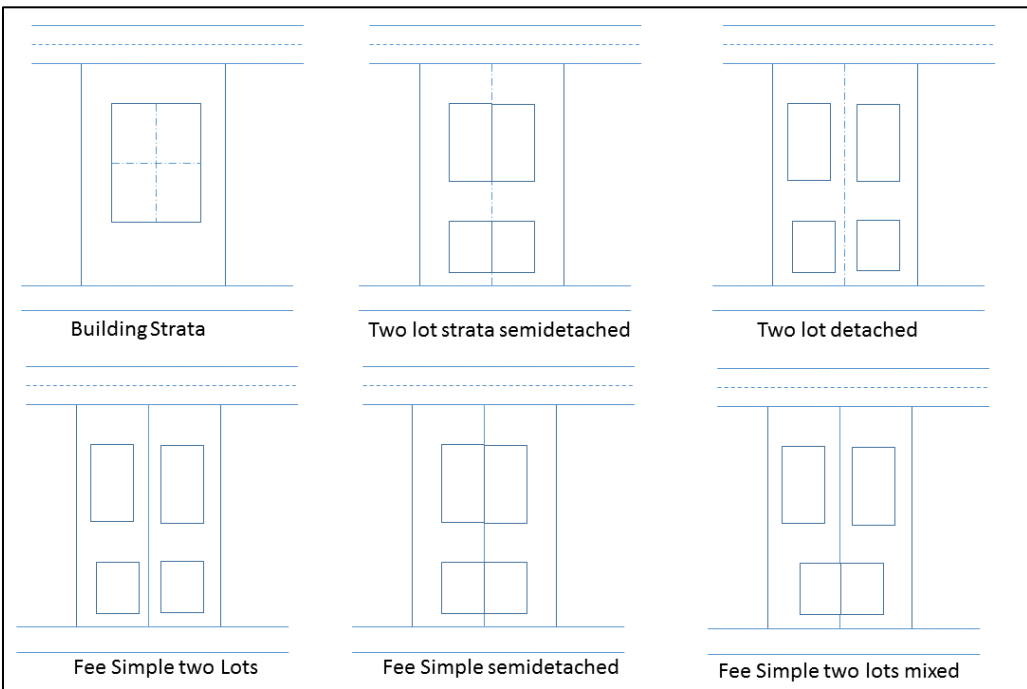 Building Strata
Two lot strata semidetached
Two lot detached
Fee Simple two Lots
Fee Simple semidetached
Fee Simple two lots mixed